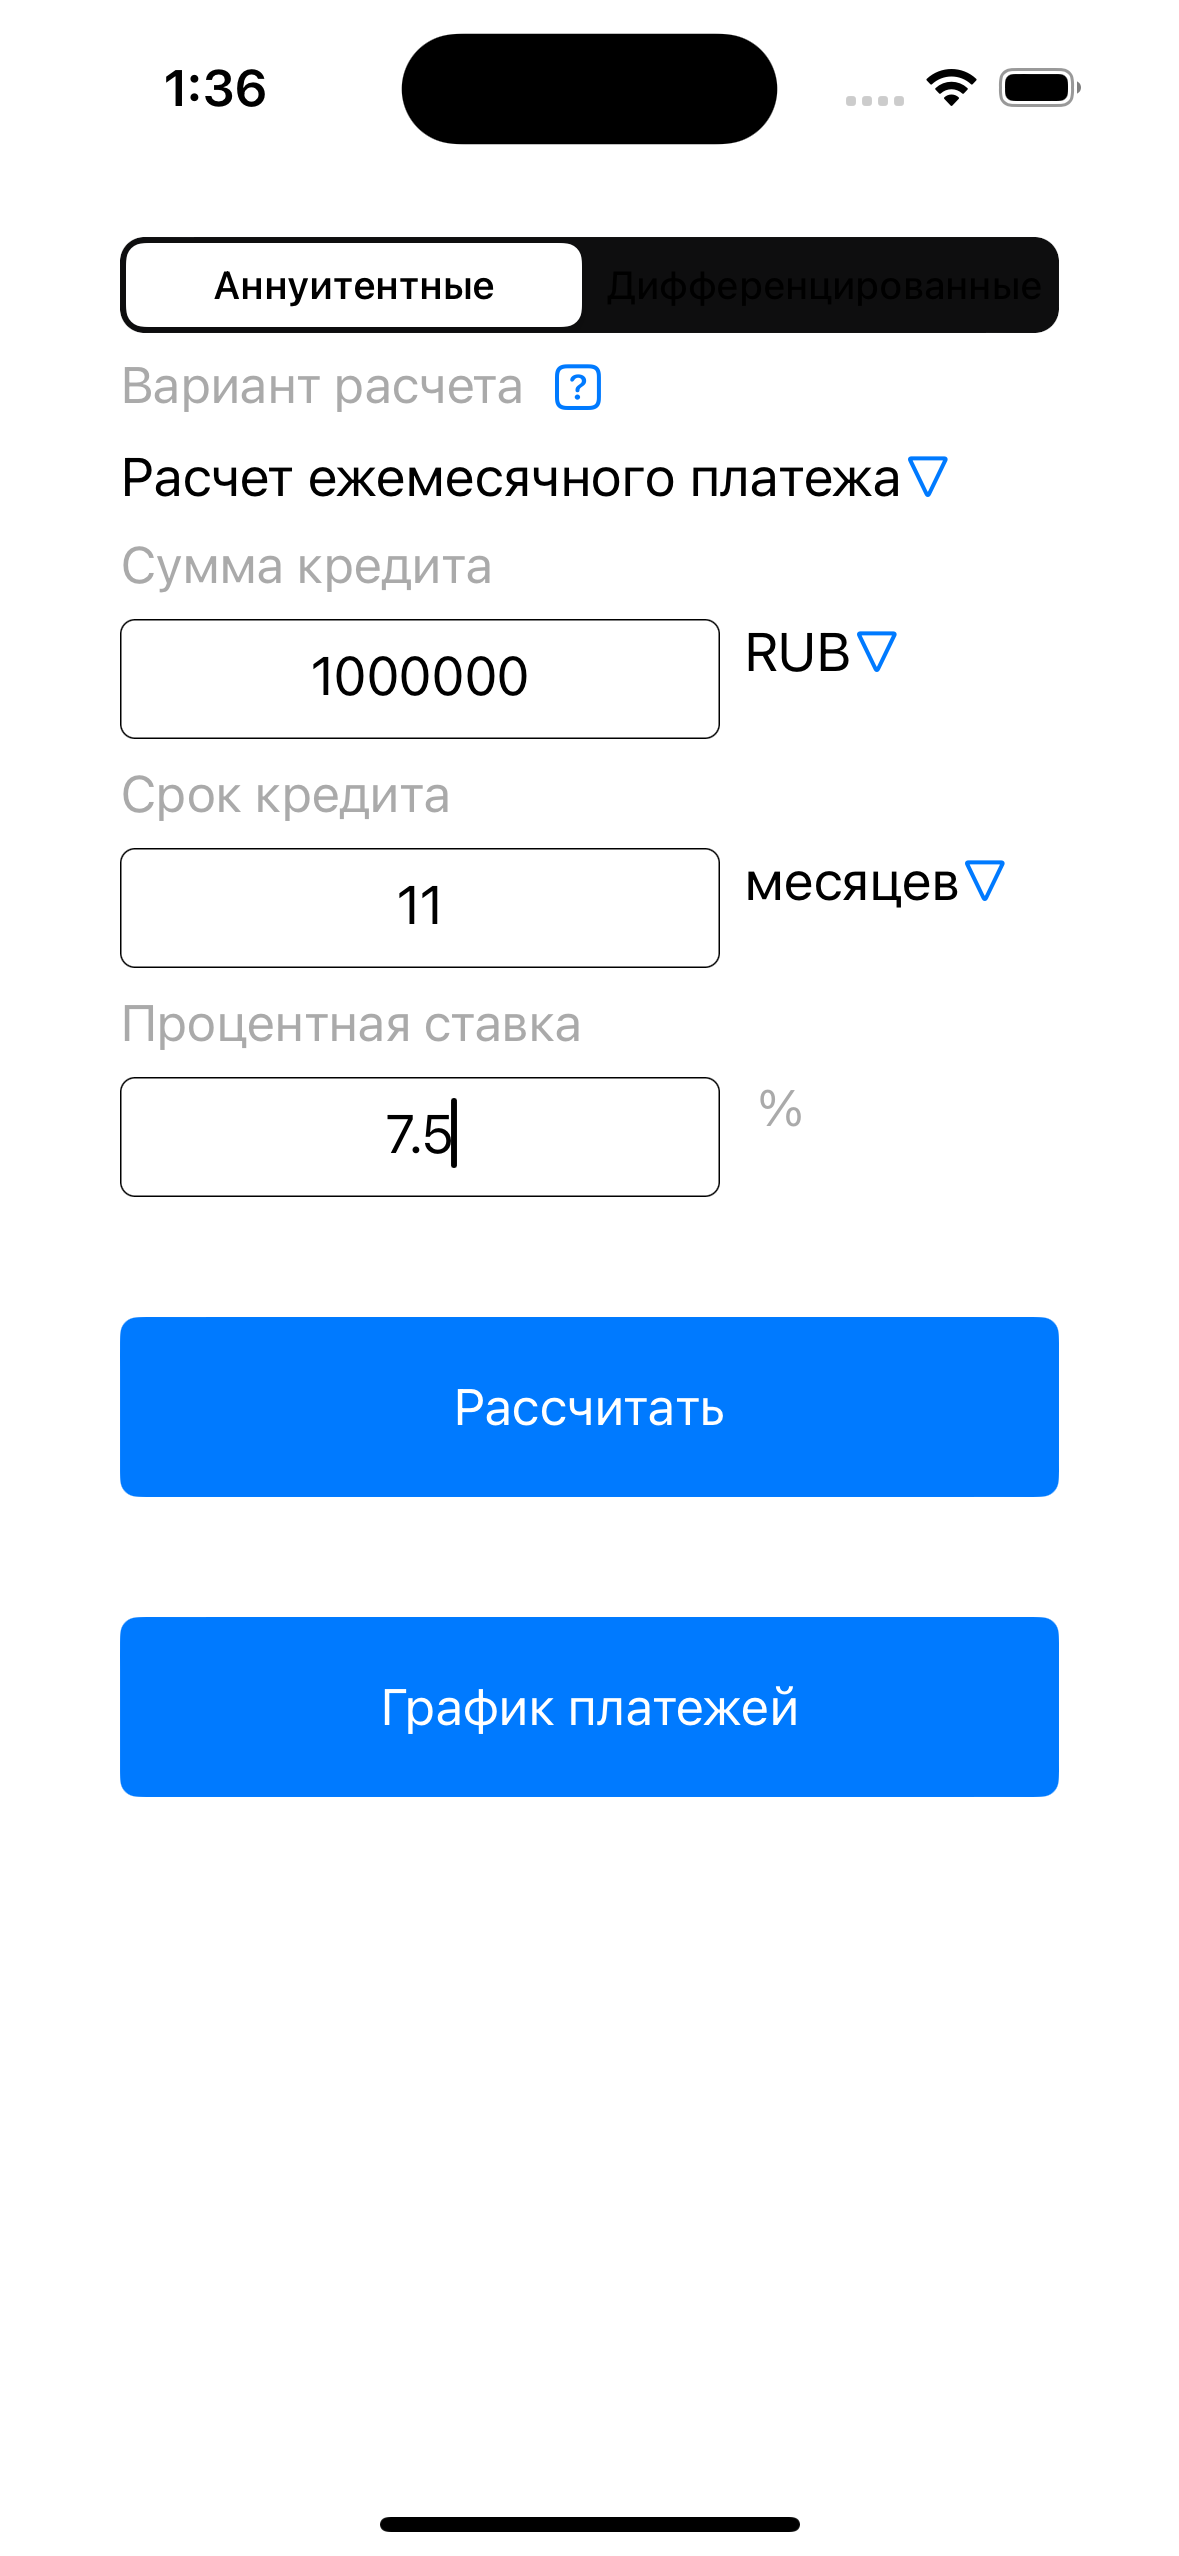 1:36
Аннуитентные Дифференцированные
Вариант расчета ?
Расчет ежемесячного платежа
Сумма кредита
1000000 RUB
Срок кредита
11 месяцев
Процентная ставка
7.5 %
Рассчитать
График платежей